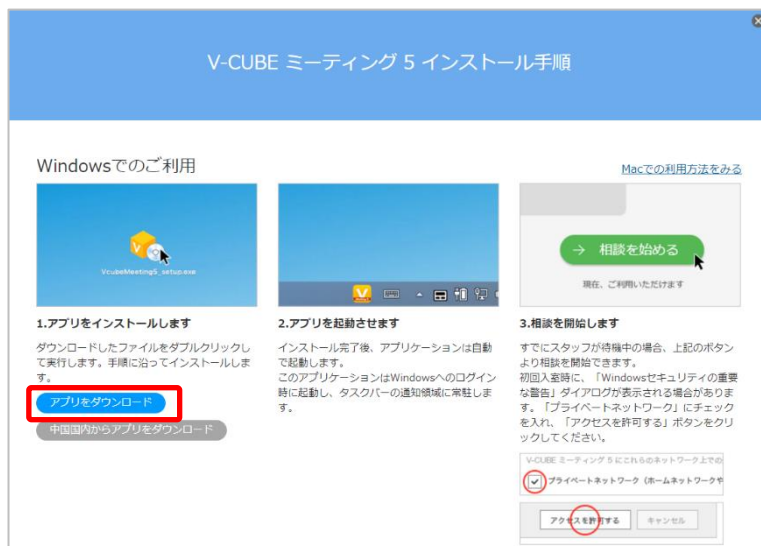 V-CUBE ミーティング 5 インストール手順
Windowsでのご利用
Macでの利用方法をみる
VcubeMeeting5_setup.exe
→ 相談を始める
現在、ご利用いただけます
1.アプリをインストールします
ダウンロードしたファイルをダブルクリックし
て実行します。手順に沿ってインストールしま
す。
アプリをダウンロード
中国国内からアプリをダウンロード
2.アプリを起動させます
インストール完了後、アプリケーションは自動
で起動します。
このアプリケーションはWindowsへのログイン
時に起動し、タスクバーの通知領域に常駐しま
す。
3.相談を開始します
すでにスタッフが待機中の場合、上記のボタン
より相談を開始できます。
初回入室時に、「Windowsセキュリティの重要
な警告」ダイアログが表示される場合がありま
す。「プライベートネットワーク」にチェック
を入れ、「アクセスを許可する」ボタンをクリ
ックしてください。
V-CUBE ミーティング 5 にこれらのネットワーク上での
プライベートネットワーク（ホームネットワークや
アクセスを許可する
キャンセル